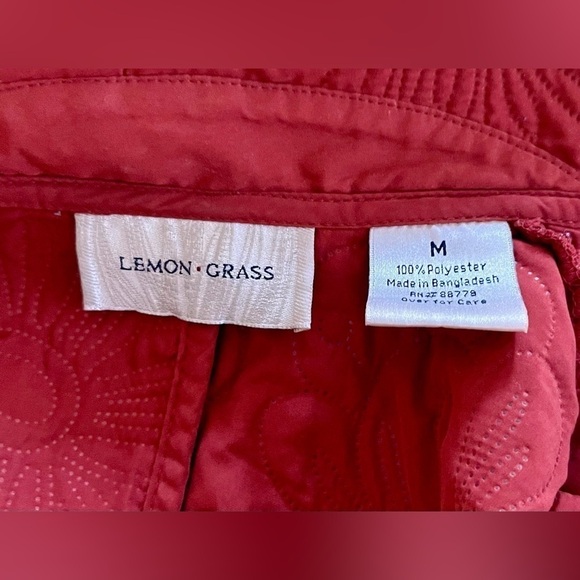 LEMON · GRASS
M
100% Polyester
Made in Bangladesh
RN# 88779
Over for Care